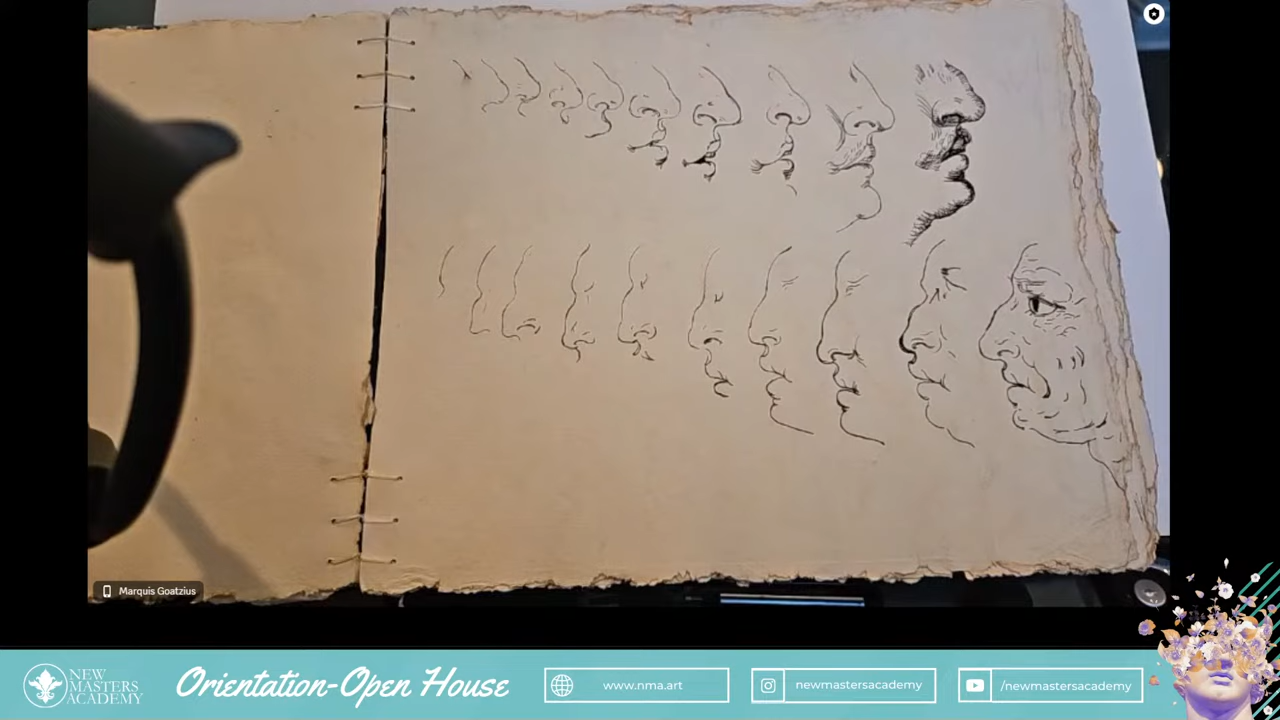 Marquis Goatzius
NEW
MASTERS
ACADEMY
Orientation-Open House
www.nma.art
newmastersacademy
/newmastersacademy